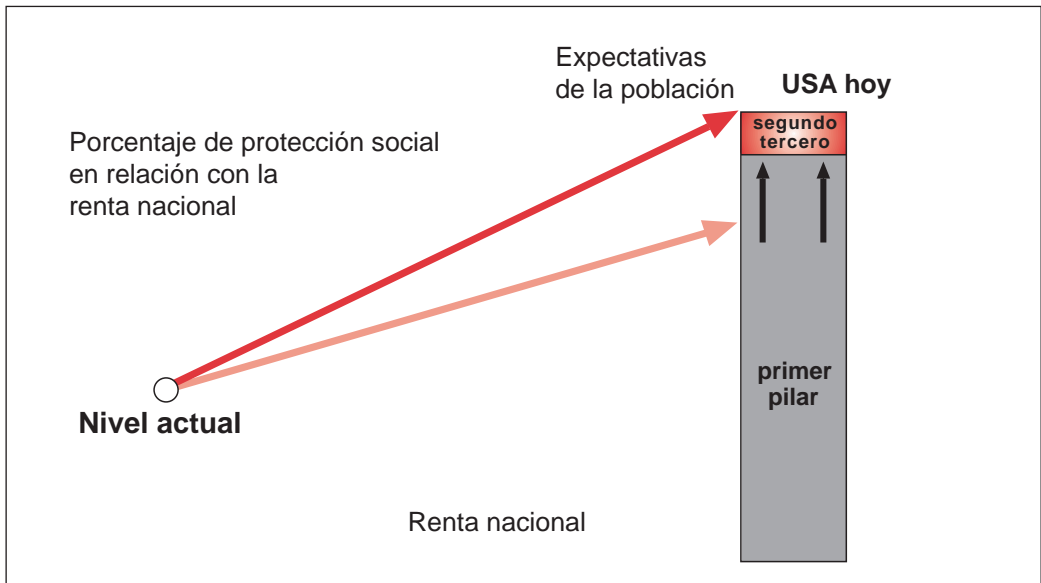 Expectativas
de la población
USA hoy
segundo
tercero
Porcentaje de protección social
en relación con la
renta nacional
primer
pilar
Nivel actual
Renta nacional